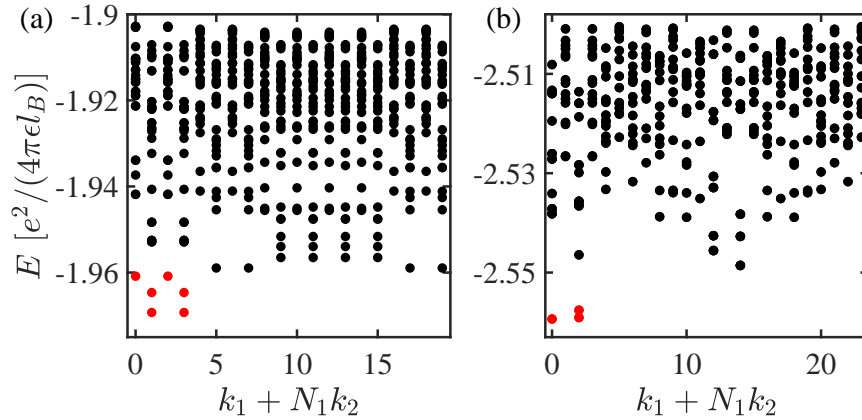 (a)
(b)
E [e²/(4πϵl_B)]
-1.9
-1.92
-1.94
-1.96
0 5 10 15
k₁ + N₁k₂
-2.51
-2.53
-2.55
0 10 20
k₁ + N₁k₂